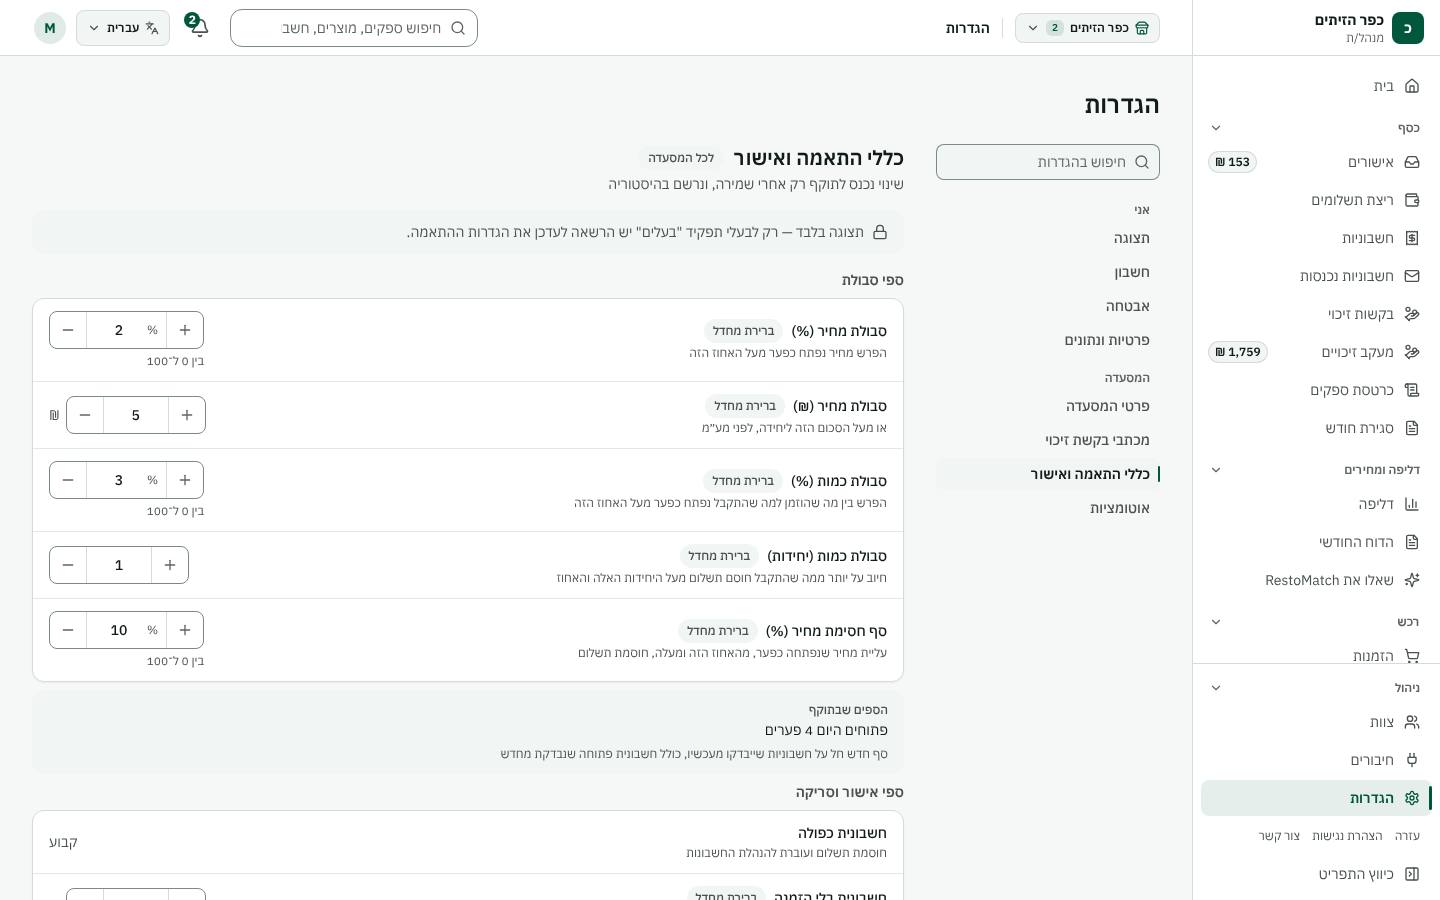 כ
כפר הזיתים
מנהל/ת
כפר הזיתים 2
הגדרות
חיפוש ספקים, מוצרים, חשב
2
עברית
M
בית
כסף
אישורים
153 ₪
ריצת תשלומים
חשבוניות
חשבוניות נכנסות
בקשות זיכוי
מעקב זיכויים
1,759 ₪
כרטסת ספקים
סגירת חודש
דליפה ומחירים
דליפה
הדוח החודשי
שאלו את RestoMatch
רכש
הזמנות
ניהול
צוות
חיבורים
הגדרות
עזרה הצהרת נגישות צור קשר
כיווץ התפריט
הגדרות
חיפוש בהגדרות
אני
תצוגה
חשבון
אבטחה
פרטיות ונתונים
המסעדה
פרטי המסעדה
מכתבי בקשת זיכוי
כללי התאמה ואישור
אוטומציות
כללי התאמה ואישור לכל המסעדה
שינוי נכנס לתוקף רק אחרי שמירה, ונרשם בהיסטוריה
תצוגה בלבד — רק לבעלי תפקיד "בעלים" יש הרשאה לעדכן את הגדרות ההתאמה.
ספי סבולת
סבולת מחיר (%) ברירת מחדל
הפרש מחיר נפתח כפער מעל האחוז הזה
+ % 2 −
בין 0 ל־100
סבולת מחיר (₪) ברירת מחדל
או מעל הסכום הזה ליחידה, לפני מע״מ
+ 5 − ₪
סבולת כמות (%) ברירת מחדל
הפרש בין מה שהוזמן למה שהתקבל נפתח כפער מעל האחוז הזה
+ % 3 −
בין 0 ל־100
סבולת כמות (יחידות) ברירת מחדל
חיוב על יותר ממה שהתקבל חוסם תשלום מעל היחידות האלה והאחוז
+ 1 −
סף חסימת מחיר (%) ברירת מחדל
עליית מחיר שנפתחה כפער, מהאחוז הזה ומעלה, חוסמת תשלום
+ % 10 −
בין 0 ל־100
הספים שבתוקף
פתוחים היום 4 פערים
סף חדש חל על חשבוניות שייבדקו מעכשיו, כולל חשבונית פתוחה שנבדקת מחדש
ספי אישור וסריקה
חשבונית כפולה
חוסמת תשלום ועוברת להנהלת החשבונות
קבוע
חשבונית בלי הזמנה ברירת מחדל